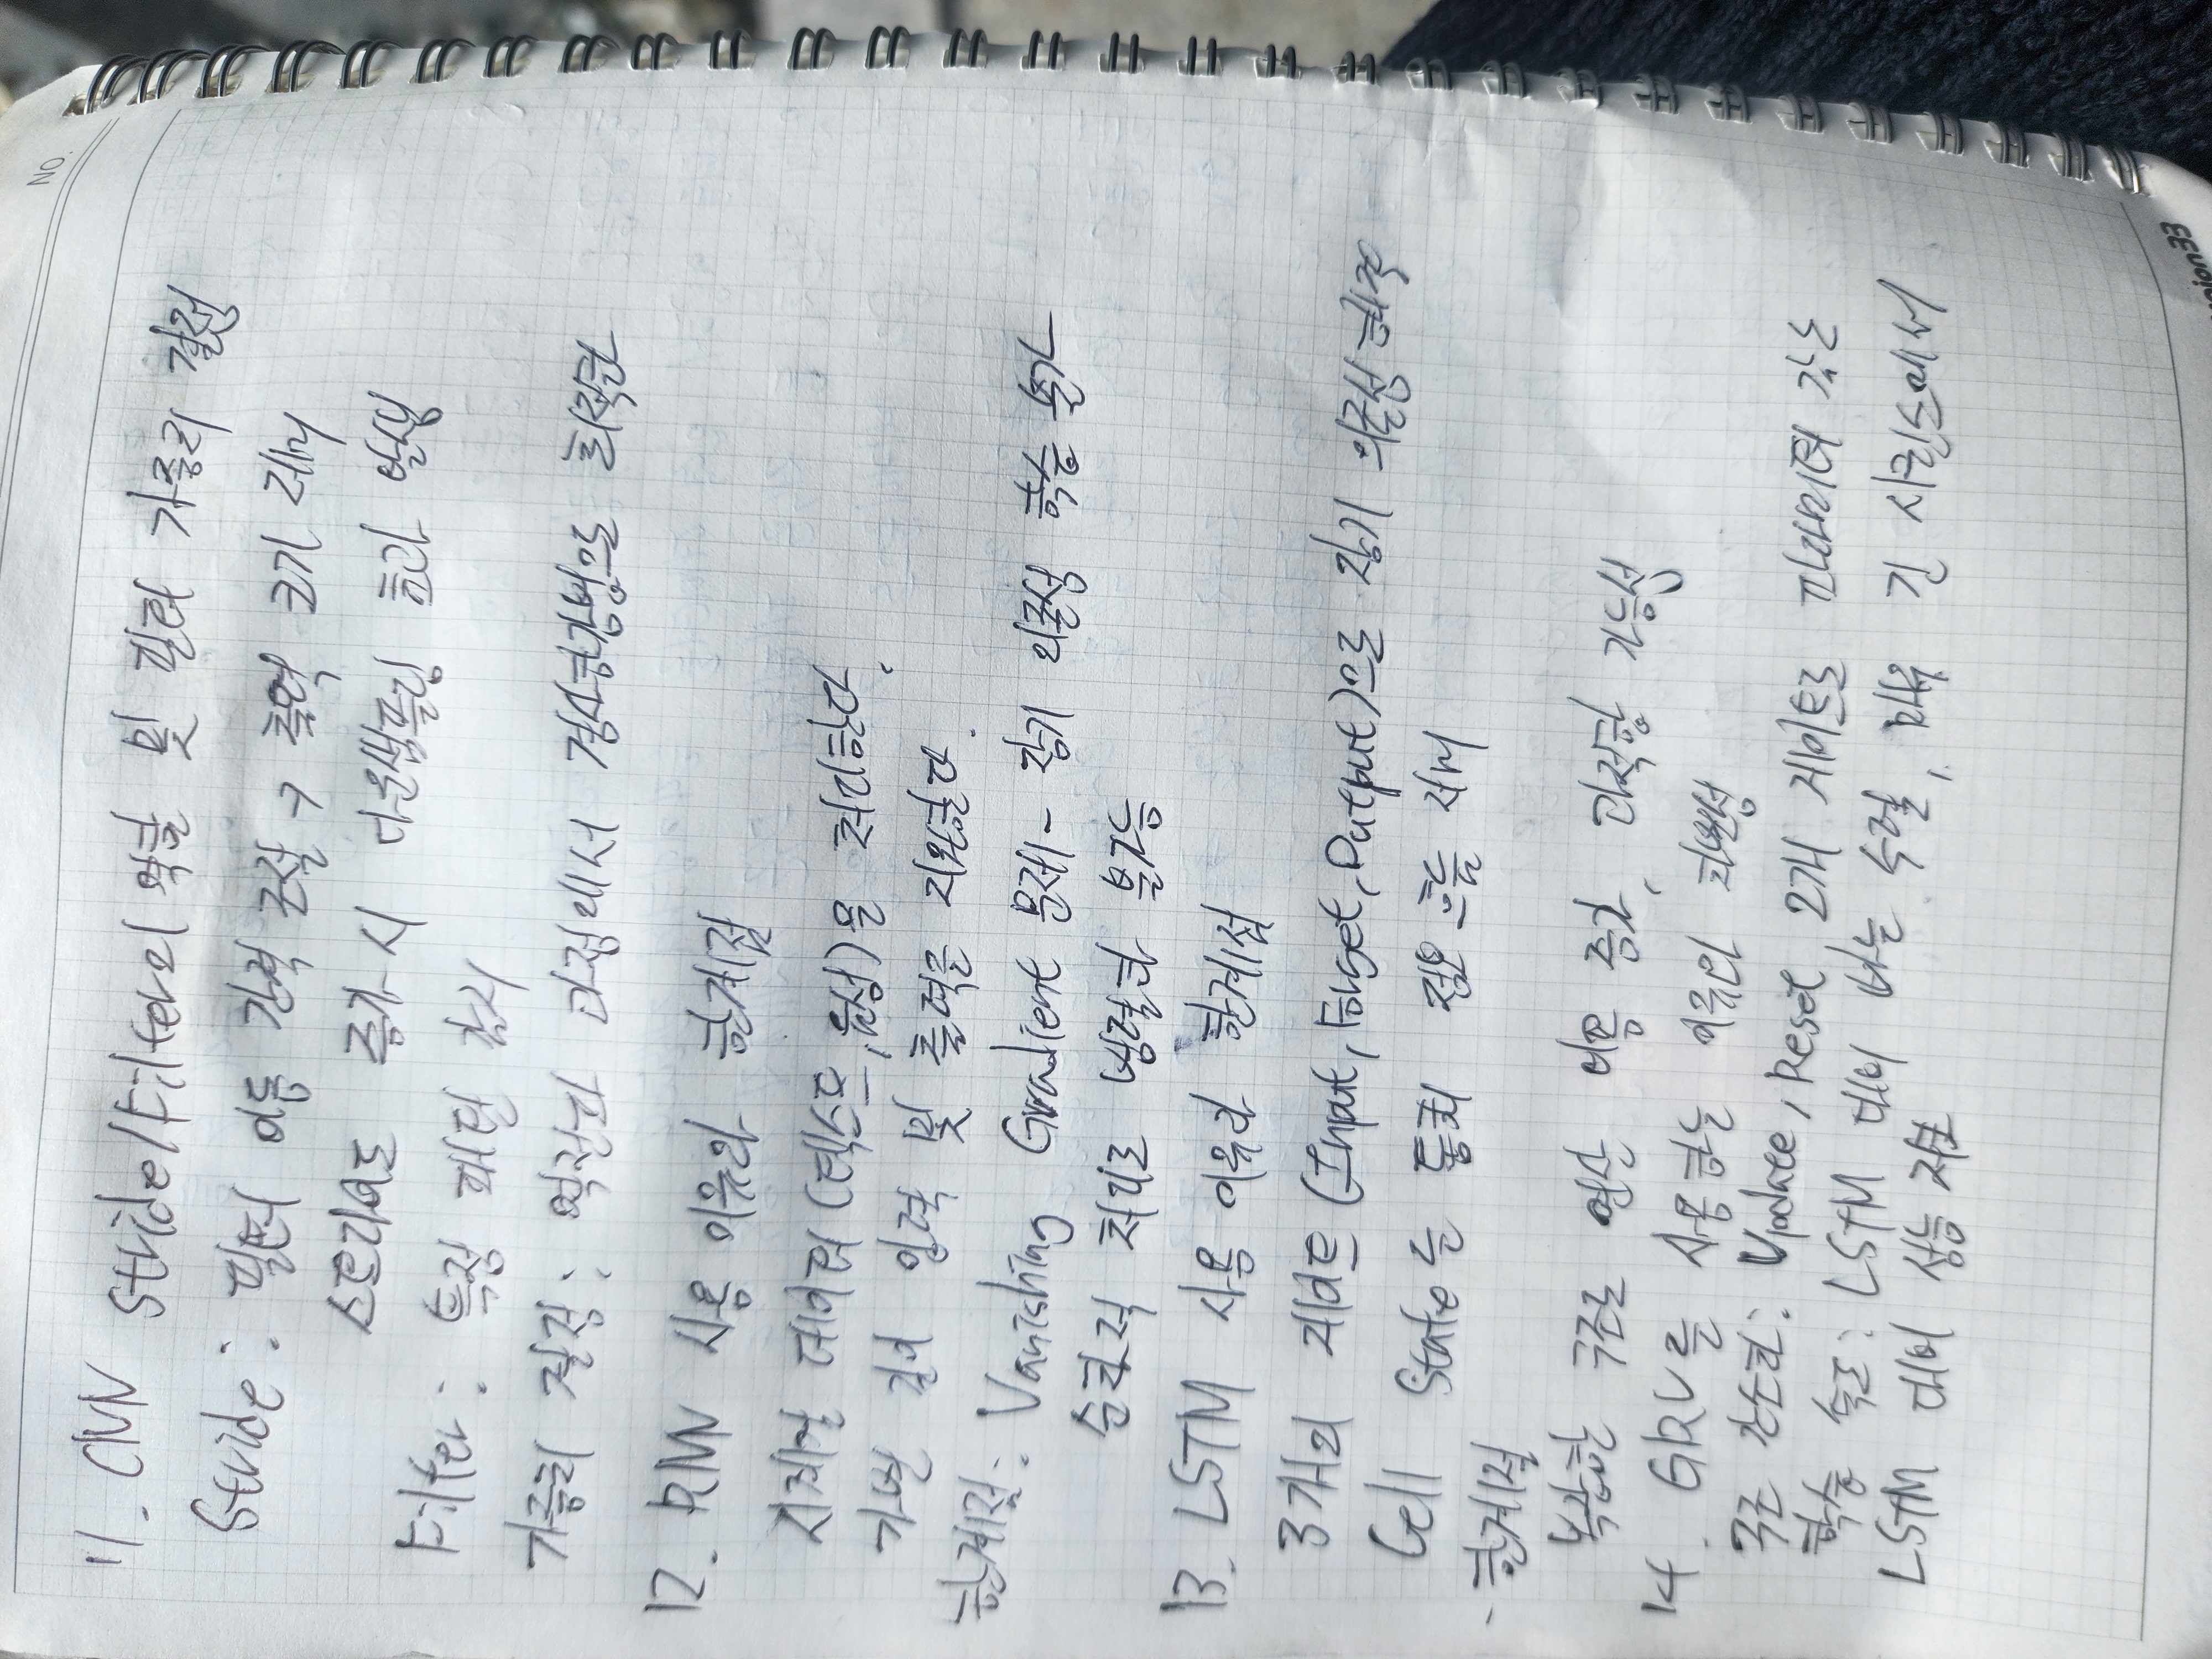 NO.
11. CNN Stride/Filter의 역할 및 필터 가중치 결정
Stride : 필터 이동 간격 조절 → 출력 크기 제어
스트라이드 증가 시 다운샘플링 효과 발생
Filter : 특정 패턴 감지
가중치 결정 : 역전파 과정에서 경사하강법으로 최적화
12. RNN 사용 이유와 한계점
시계열 데이터(텍스트, 음성)을 처리한다.
가변 길이 입력 및 출력을 지원한다.
한계점 : Vanishing Gradient 문제 - 장기 의존성 학습 불가
순차적 처리로 병렬화 불가능
13. LSTM 사용 이유와 한계점
3개의 게이트(Input, Forget, Output)으로 장기 의존성 해결
Cell State를 통해 정보 흐름 제어
- 한계점
복잡한 구조로 연산 비용 증가, 과적합 가능성
14. GRU를 사용하는 이유와 차별성
구조 간소화 : Update, Reset 2개 게이트로 파라미터 감소
학습 속도 : LSTM 대비 빠른 수렴, 매우 긴 시퀀스에서
LSTM 대비 성능 저하